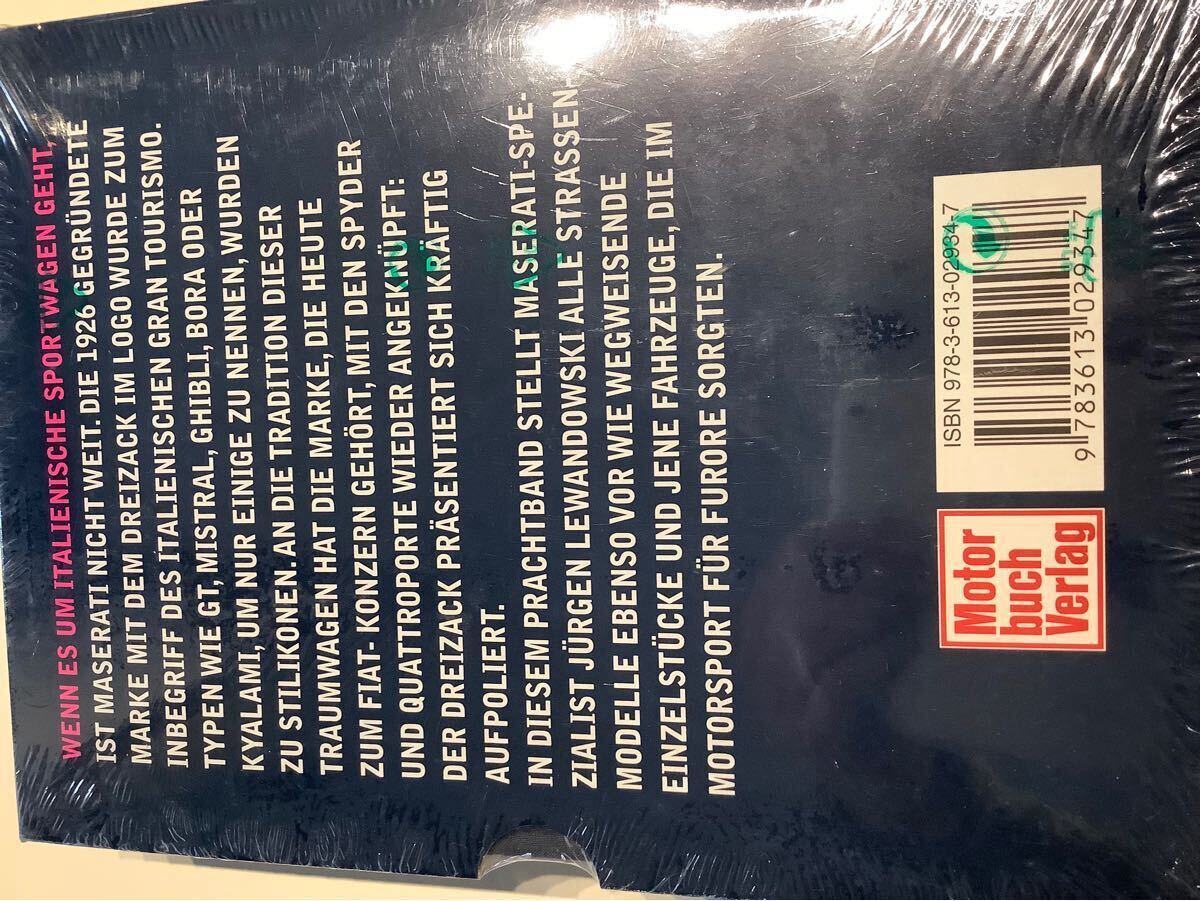 WENN ES UM ITALIENISCHE SPORTWAGEN GEHT,
IST MASERATI NICHT WEIT. DIE 1926 GEGRÜNDETE
MARKE MIT DEM DREIZACK IM LOGO WURDE ZUM
INBEGRIFF DES ITALIENISCHEN GRAN TOURISMO.
TYPEN WIE GT, MISTRAL, GHIBLI, BORA ODER
KYALAMI, UM NUR EINIGE ZU NENNEN, WURDEN
ZU STILIKONEN. AN DIE TRADITION DIESER
TRAUMWAGEN HAT DIE MARKE, DIE HEUTE
ZUM FIAT-KONZERN GEHÖRT, MIT DEN SPYDER
UND QUATTROPORTE WIEDER ANGEKNÜPFT:
DER DREIZACK PRÄSENTIERT SICH KRÄFTIG
AUFPOLIERT.
IN DIESEM PRACHTBAND STELLT MASERATI-SPE-
ZIALIST JÜRGEN LEWANDOWSKI ALLE STRASSEN-
MODELLE EBENSO VOR WIE WEGWEISENDE
EINZELSTÜCKE UND JENE FAHRZEUGE, DIE IM
MOTORSPORT FÜR FURORE SORGTEN.
Motor
buch
Verlag
ISBN 978-3-613-02934-7
9 783613 029347